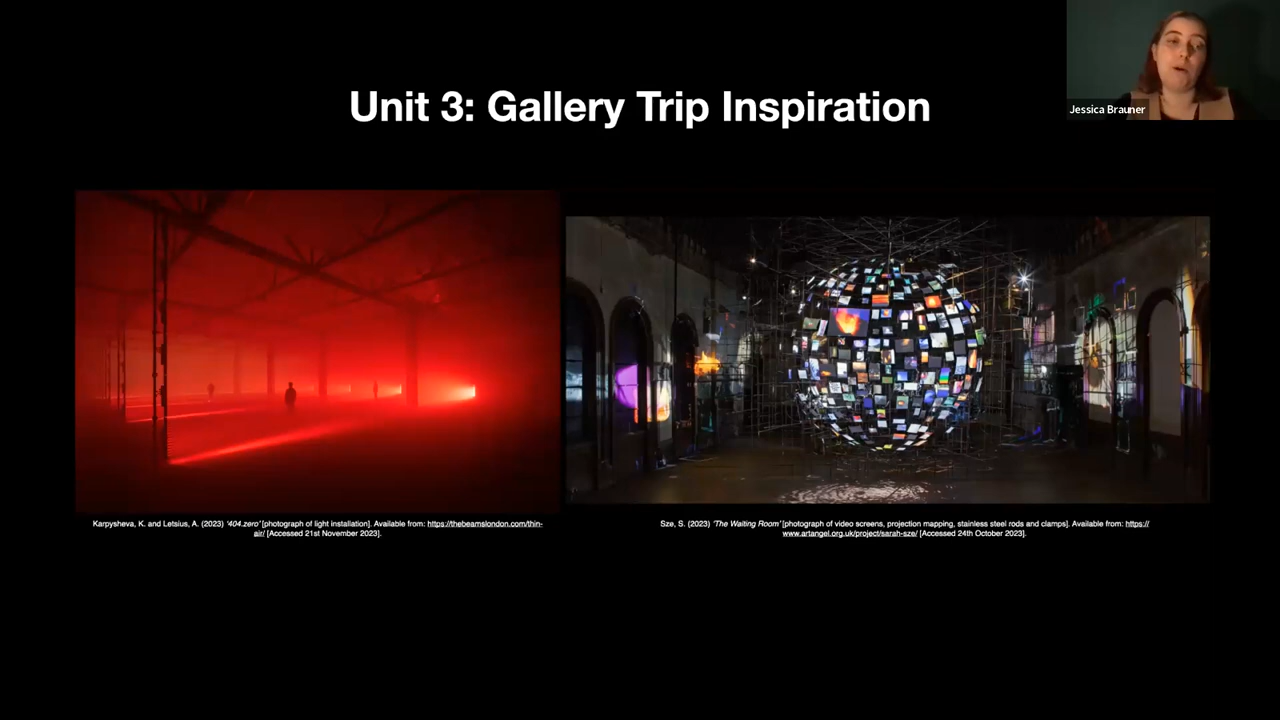 Unit 3: Gallery Trip Inspiration
Jessica Brauner
Karpysheva, K. and Letsius, A. (2023) ‘404.zero’ [photograph of light installation]. Available from: https://thebeamslondon.com/thin-
air/ [Accessed 21st November 2023].
Sze, S. (2023) ‘The Waiting Room’ [photograph of video screens, projection mapping, stainless steel rods and clamps]. Available from: https://
www.artangel.org.uk/project/sarah-sze/ [Accessed 24th October 2023].